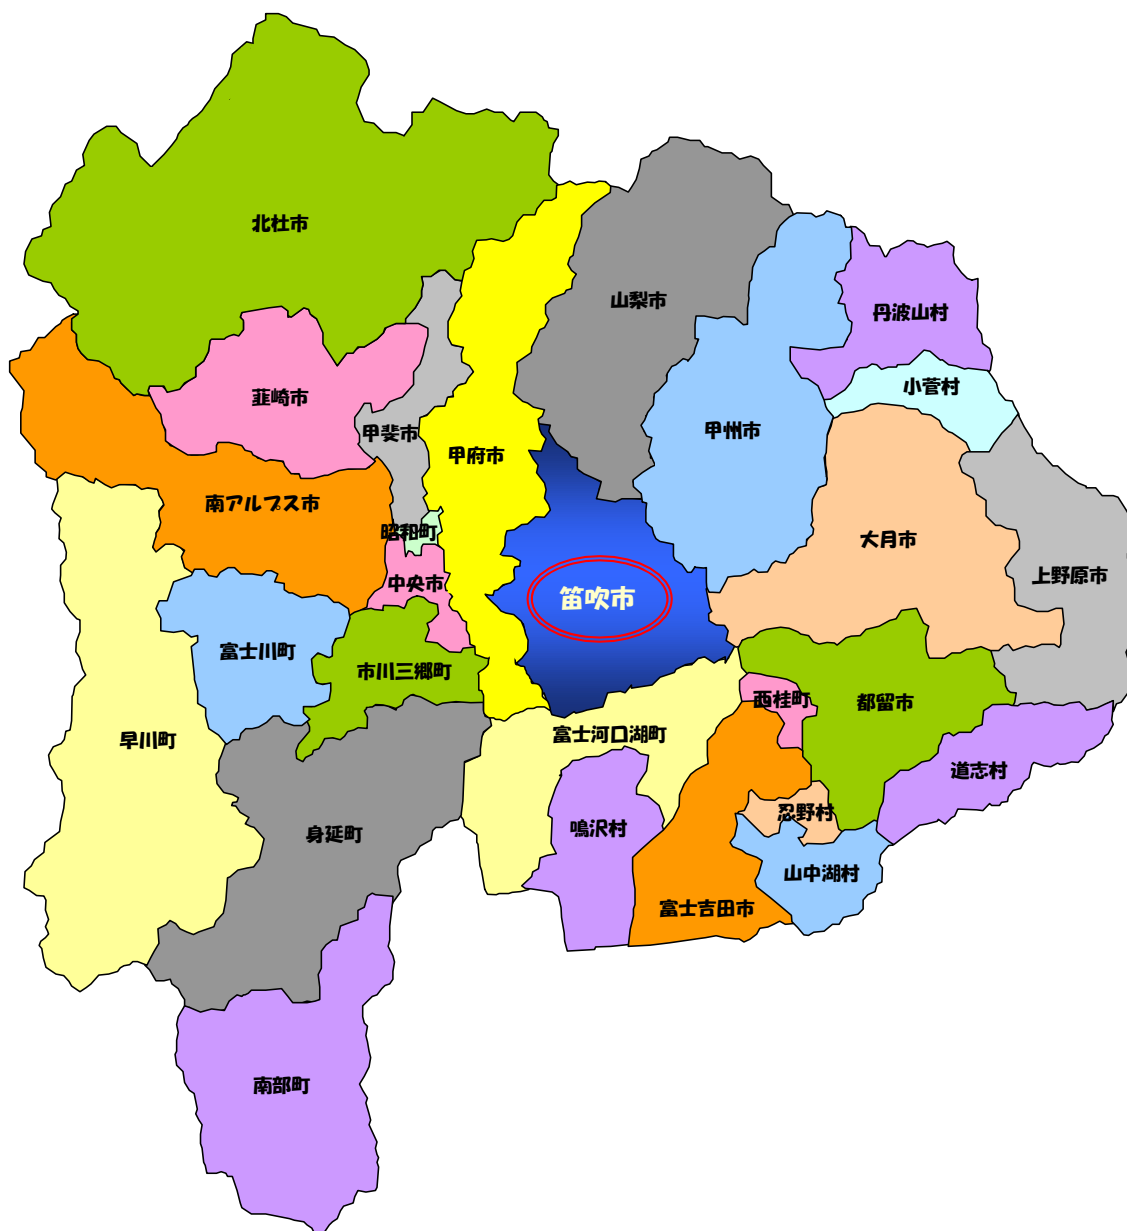 北杜市
山梨市
丹波山村
小菅村
韮崎市
甲斐市
甲州市
甲府市
南アルプス市
昭和町
大月市
上野原市
中央市
笛吹市
富士川町
市川三郷町
西桂町
都留市
早川町
富士河口湖町
道志村
身延町
鳴沢村
忍野村
山中湖村
富士吉田市
南部町